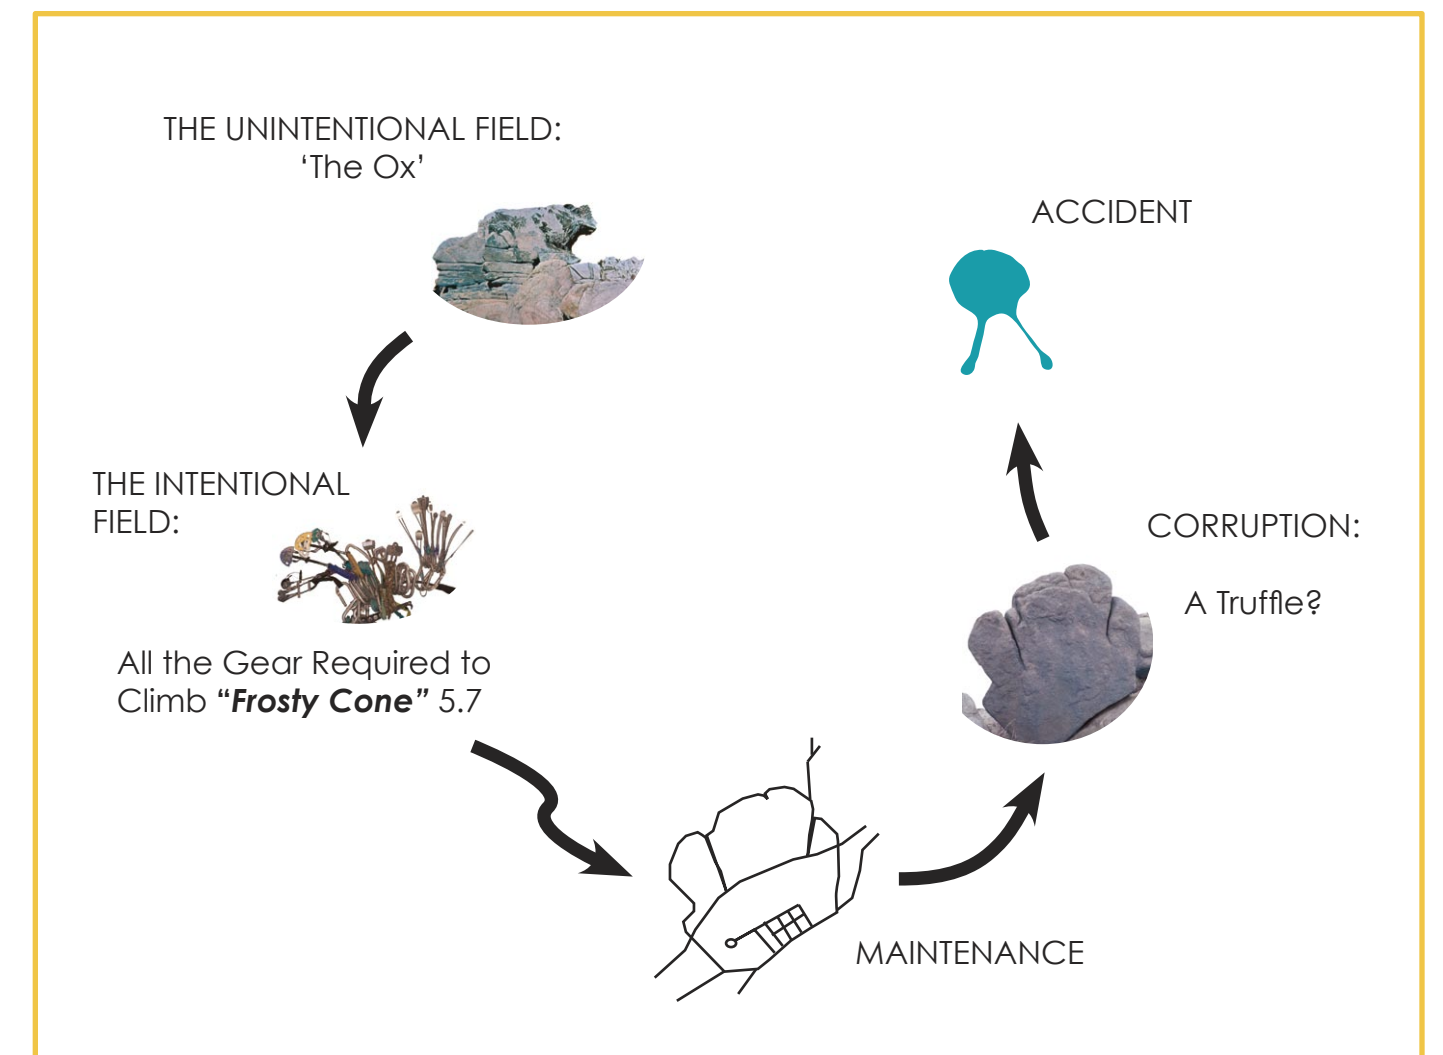 THE UNINTENTIONAL FIELD:
‘The Ox’
ACCIDENT
THE INTENTIONAL
FIELD:
All the Gear Required to
Climb “Frosty Cone” 5.7
CORRUPTION:
A Truffle?
MAINTENANCE